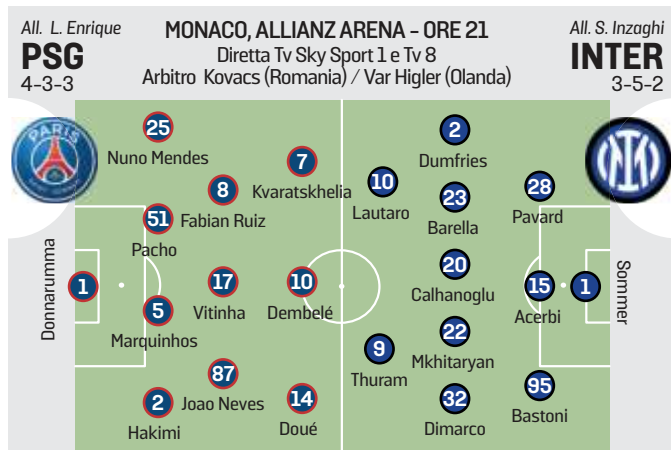 All. L. Enrique
PSG
4-3-3
MONACO, ALLIANZ ARENA - ORE 21
Diretta Tv Sky Sport 1 e Tv 8
Arbitro Kovacs (Romania) / Var Higler (Olanda)
All. S. Inzaghi
INTER
3-5-2
PARIS
1
Donnarumma
25
Nuno Mendes
51
Pacho
5
Marquinhos
2
Hakimi
8
Fabian Ruiz
17
Vitinha
87
Joao Neves
7
Kvaratskhelia
10
Dembelé
14
Doué
10
Lautaro
9
Thuram
2
Dumfries
23
Barella
20
Calhanoglu
22
Mkhitaryan
32
Dimarco
28
Pavard
15
Acerbi
95
Bastoni
1
Sommer
IM